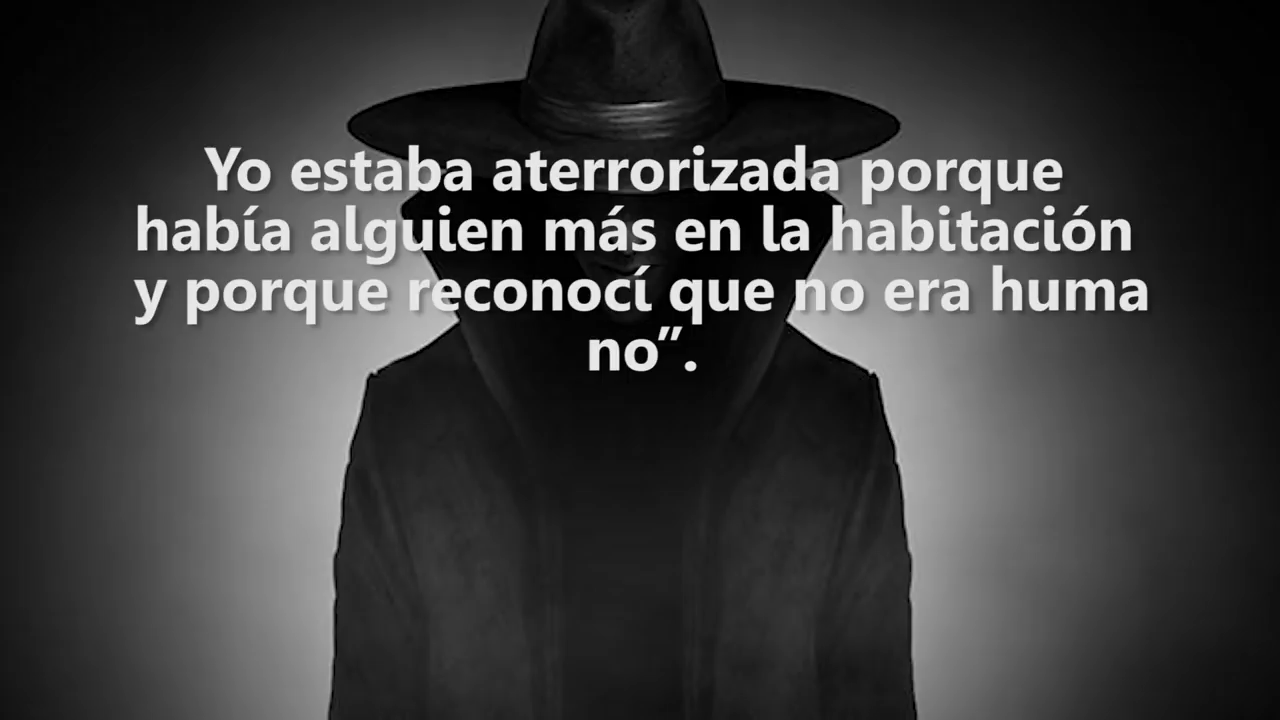 Yo estaba aterrorizada porque
había alguien más en la habitación
y porque reconocí que no era huma
no”.